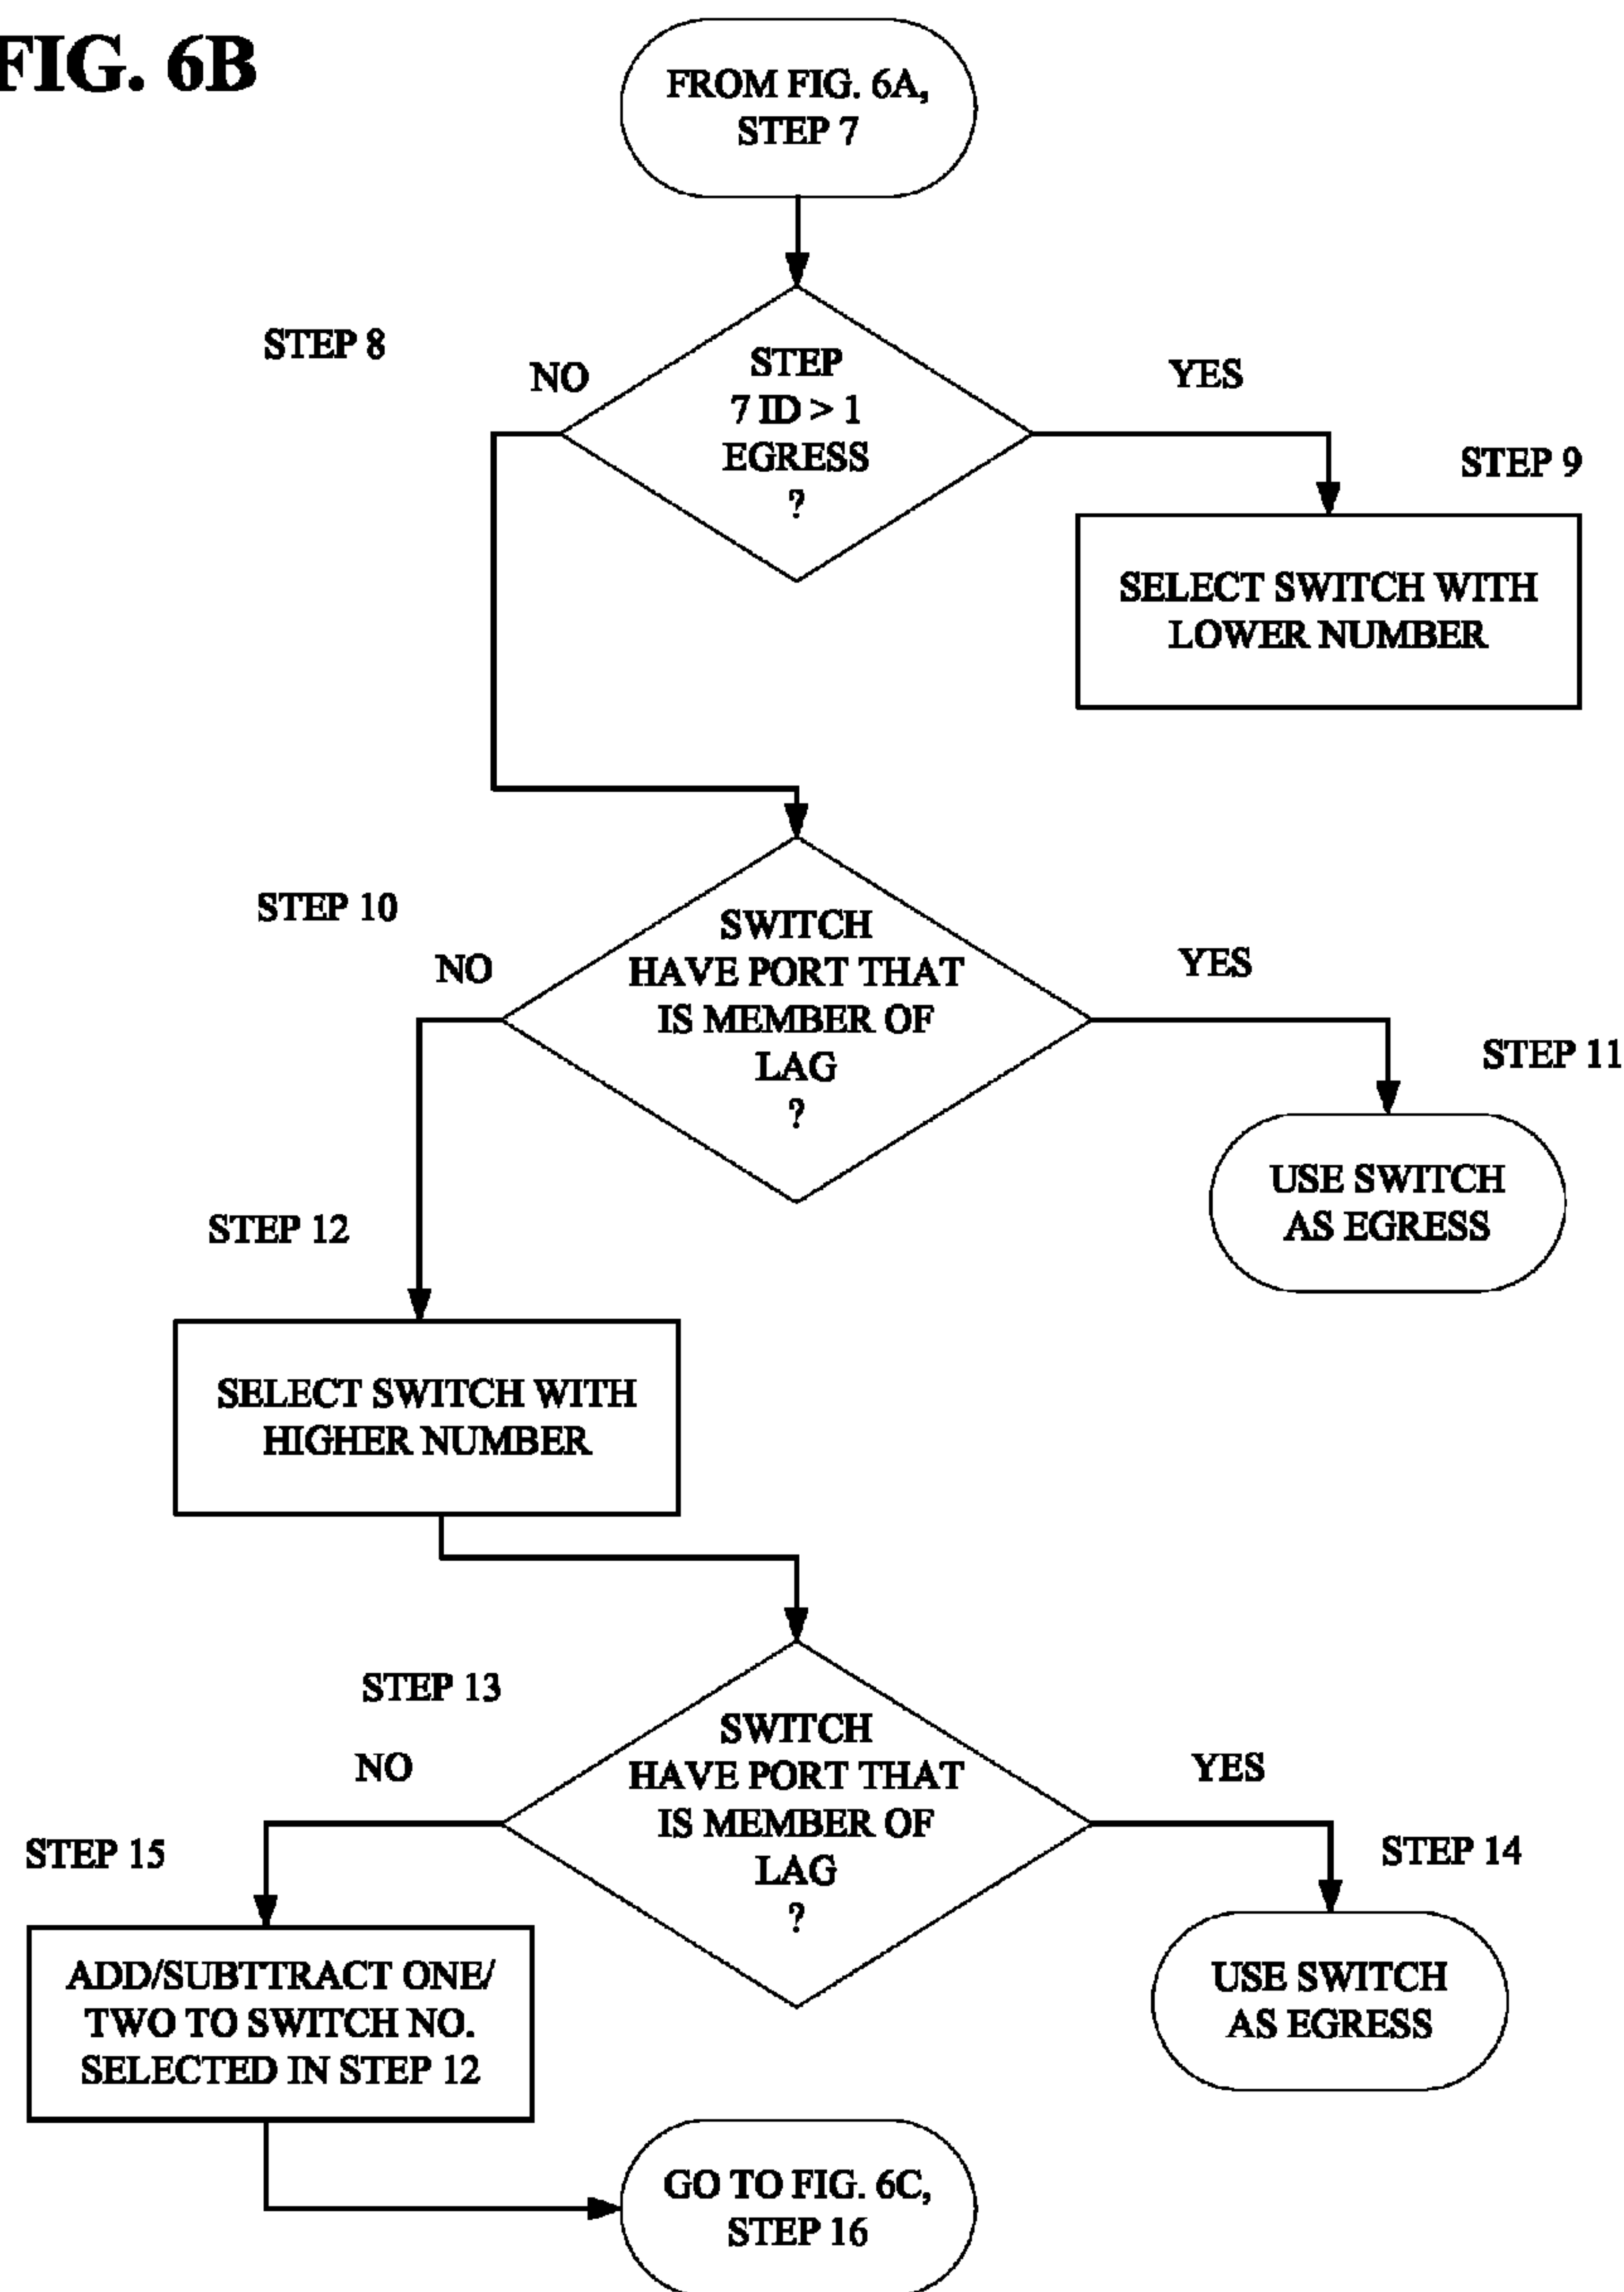 FIG. 6B
FROM FIG. 6A,
STEP 7
STEP 8
NO
STEP
7 ID > 1
EGRESS
?
YES
STEP 9
SELECT SWITCH WITH
LOWER NUMBER
STEP 10
NO
SWITCH
HAVE PORT THAT
IS MEMBER OF
LAG
?
YES
STEP 11
USE SWITCH
AS EGRESS
STEP 12
SELECT SWITCH WITH
HIGHER NUMBER
STEP 13
NO
SWITCH
HAVE PORT THAT
IS MEMBER OF
LAG
?
YES
STEP 14
USE SWITCH
AS EGRESS
STEP 15
ADD/SUBTTRACT ONE/
TWO TO SWITCH NO.
SELECTED IN STEP 12
GO TO FIG. 6C,
STEP 16